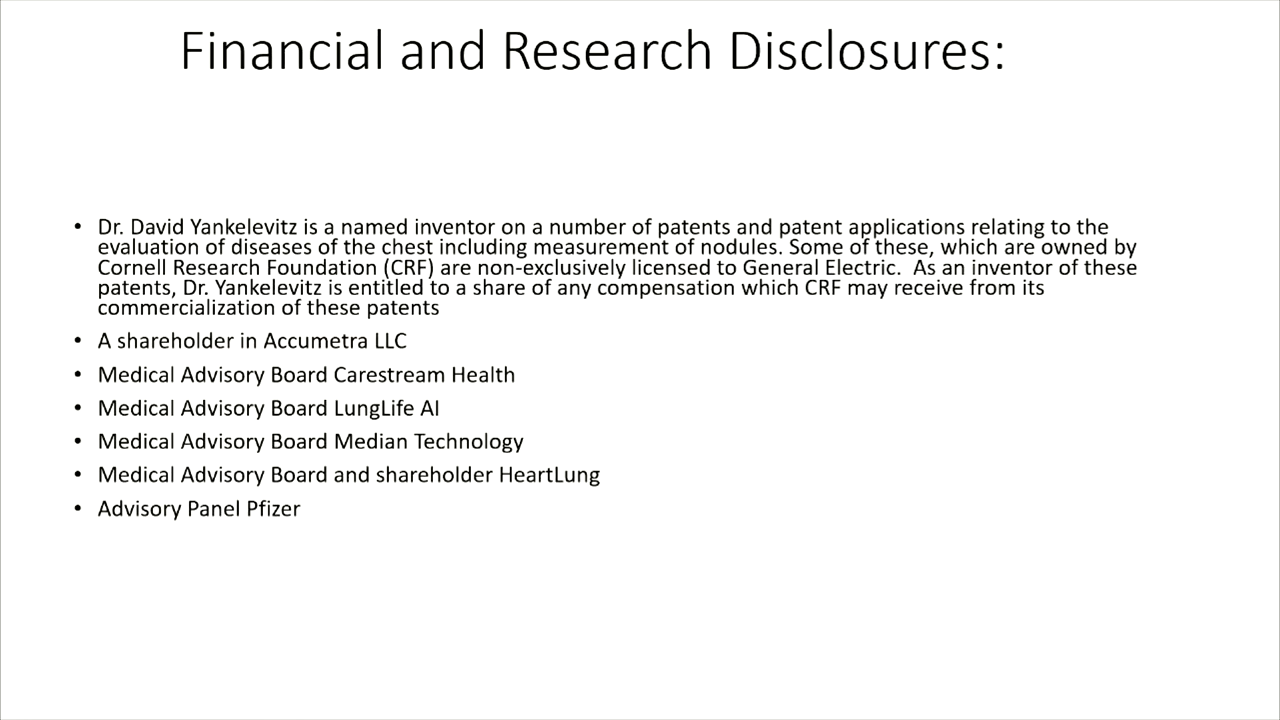 Financial and Research Disclosures:
• Dr. David Yankelevitz is a named inventor on a number of patents and patent applications relating to the
evaluation of diseases of the chest including measurement of nodules. Some of these, which are owned by
Cornell Research Foundation (CRF) are non-exclusively licensed to General Electric.  As an inventor of these
patents, Dr. Yankelevitz is entitled to a share of any compensation which CRF may receive from its
commercialization of these patents
• A shareholder in Accumetra LLC
• Medical Advisory Board Carestream Health
• Medical Advisory Board LungLife AI
• Medical Advisory Board Median Technology
• Medical Advisory Board and shareholder HeartLung
• Advisory Panel Pfizer